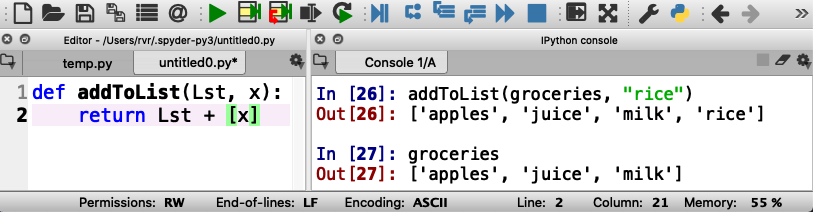 Editor - /Users/rvr/.spyder-py3/untitled0.py
temp.py
untitled0.py*
1 def addToList(Lst, x):
2     return Lst + [x]
IPython console
Console 1/A
In [26]: addToList(groceries, "rice")
Out[26]: ['apples', 'juice', 'milk', 'rice']
In [27]: groceries
Out[27]: ['apples', 'juice', 'milk']
Permissions: RW End-of-lines: LF Encoding: ASCII Line: 2 Column: 21 Memory: 55 %